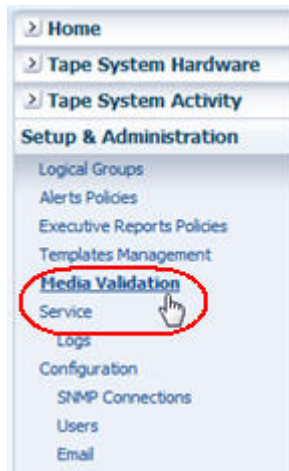 Home
Tape System Hardware
Tape System Activity
Setup & Administration
Logical Groups
Alerts Policies
Executive Reports Policies
Templates Management
Media Validation
Service
Logs
Configuration
SNMP Connections
Users
Email